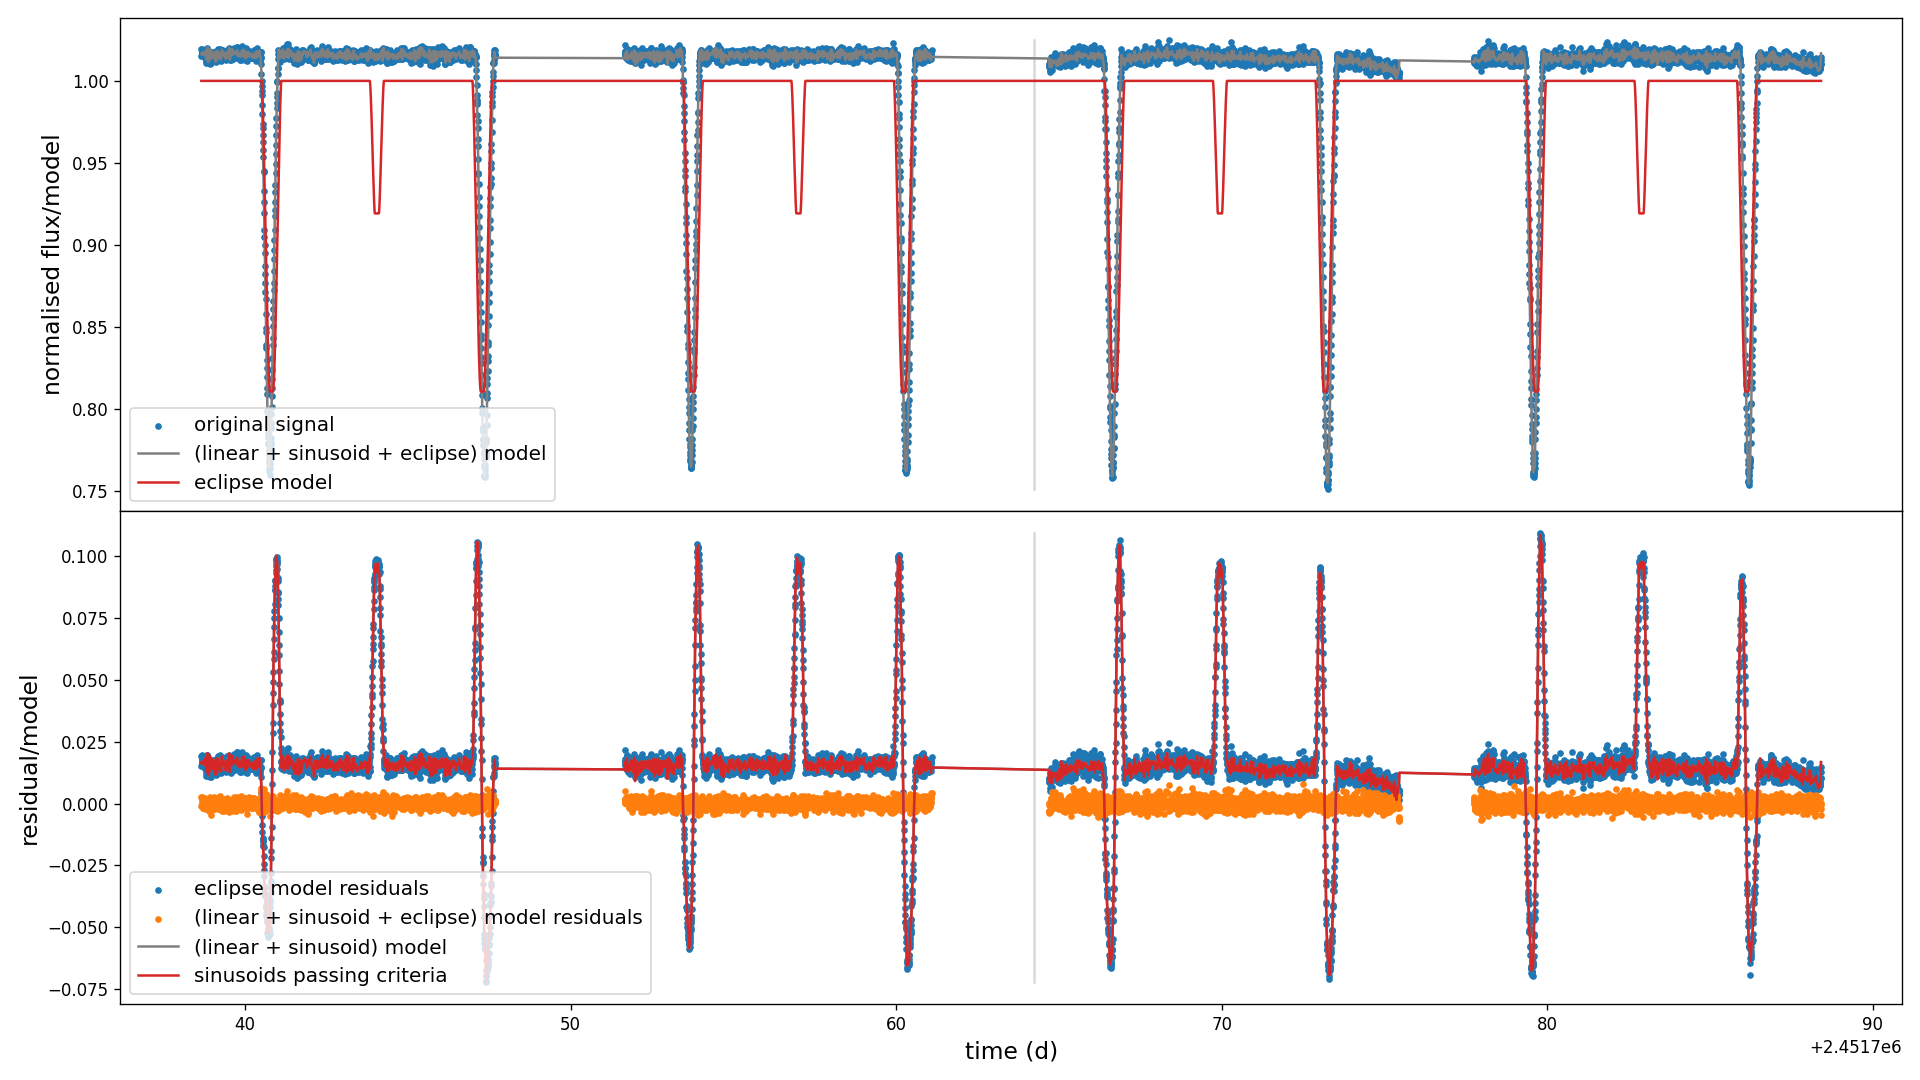 normalised flux/model
1.00
0.95
0.90
0.85
0.80
0.75
original signal
(linear + sinusoid + eclipse) model
eclipse model
residual/model
0.100
0.075
0.050
0.025
0.000
−0.025
−0.050
−0.075
eclipse model residuals
(linear + sinusoid + eclipse) model residuals
(linear + sinusoid) model
sinusoids passing criteria
40 50 60 70 80 90
time (d)
+2.4517e6